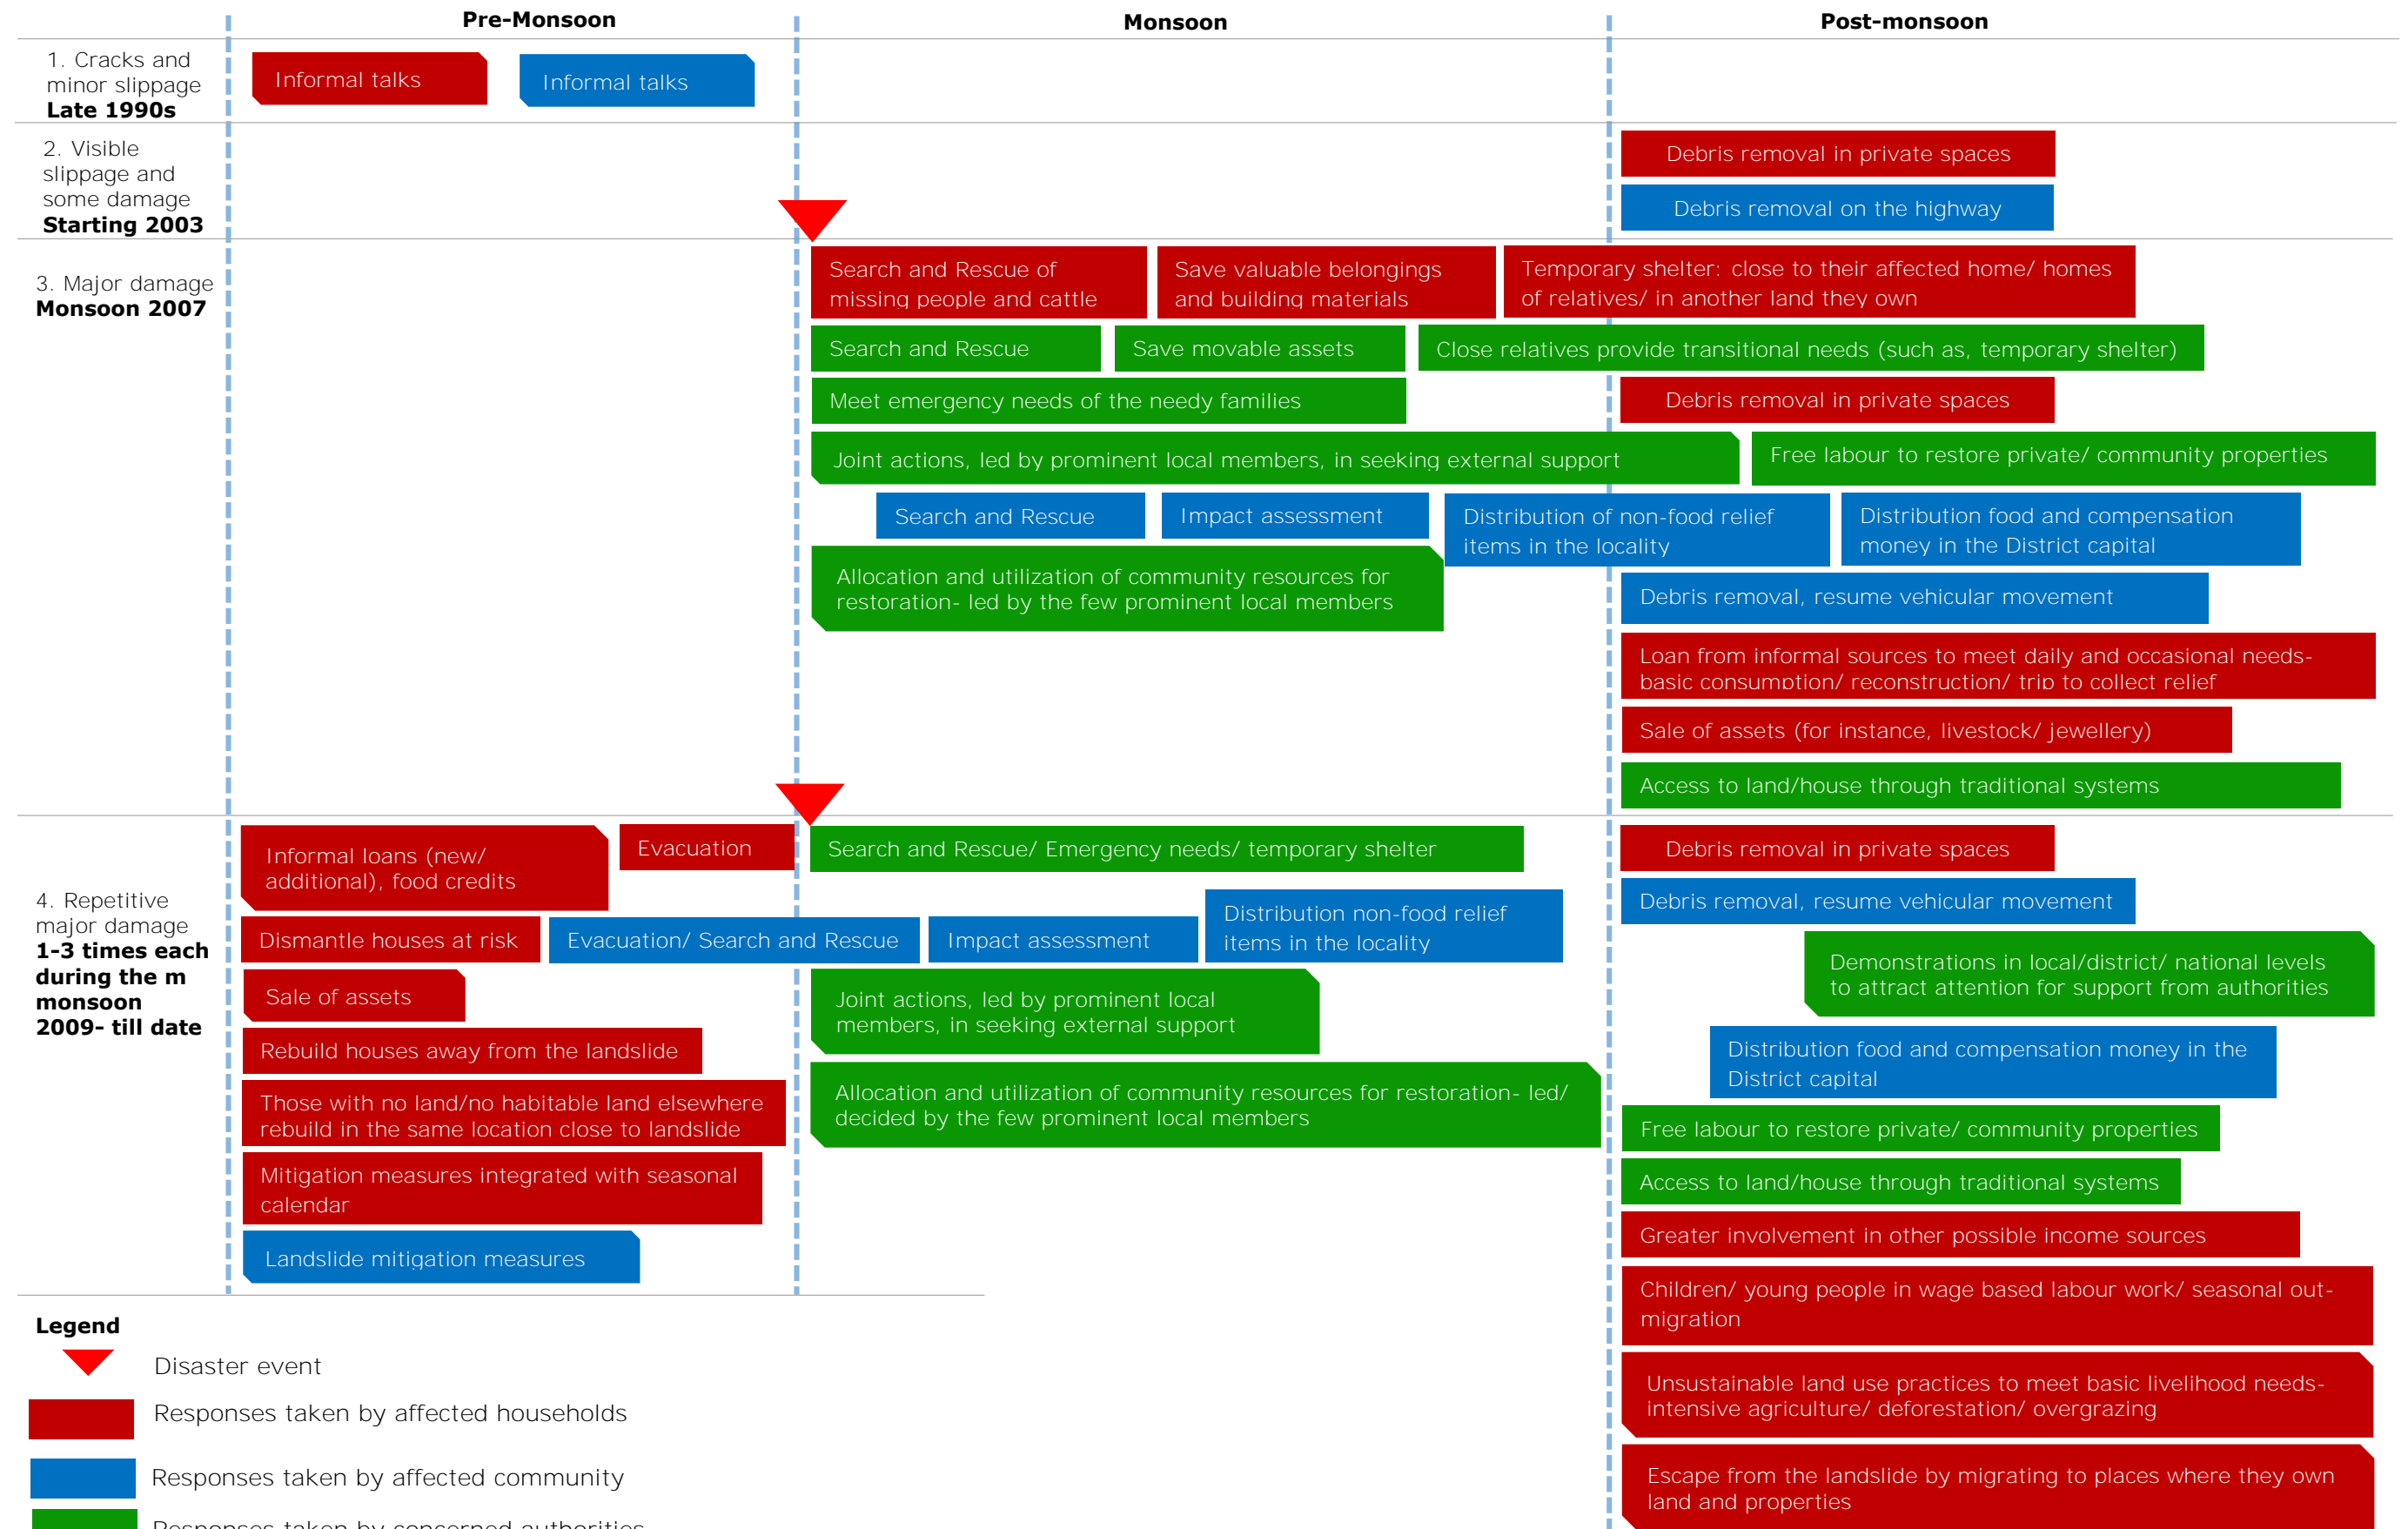 Pre-Monsoon
Monsoon
Post-monsoon
1. Cracks and
minor slippage
Late 1990s
Informal talks
Informal talks
2. Visible
slippage and
some damage
Starting 2003
Debris removal in private spaces
Debris removal on the highway
3. Major damage
Monsoon 2007
Search and Rescue of
missing people and cattle
Save valuable belongings
and building materials
Temporary shelter: close to their affected home/ homes
of relatives/ in another land they own
Search and Rescue
Save movable assets
Close relatives provide transitional needs (such as, temporary shelter)
Meet emergency needs of the needy families
Debris removal in private spaces
Joint actions, led by prominent local members, in seeking external support
Free labour to restore private/ community properties
Search and Rescue
Impact assessment
Distribution of non-food relief
items in the locality
Distribution food and compensation
money in the District capital
Allocation and utilization of community resources for
restoration- led by the few prominent local members
Debris removal, resume vehicular movement
Loan from informal sources to meet daily and occasional needs-
basic consumption/ reconstruction/ trip to collect relief
Sale of assets (for instance, livestock/ jewellery)
Access to land/house through traditional systems
4. Repetitive
major damage
1-3 times each
during the m
monsoon
2009- till date
Informal loans (new/
additional), food credits
Evacuation
Search and Rescue/ Emergency needs/ temporary shelter
Debris removal in private spaces
Dismantle houses at risk
Evacuation/ Search and Rescue
Impact assessment
Distribution non-food relief
items in the locality
Debris removal, resume vehicular movement
Sale of assets
Joint actions, led by prominent local
members, in seeking external support
Demonstrations in local/district/ national levels
to attract attention for support from authorities
Rebuild houses away from the landslide
Distribution food and compensation money in the
District capital
Those with no land/no habitable land elsewhere
rebuild in the same location close to landslide
Allocation and utilization of community resources for restoration- led/
decided by the few prominent local members
Free labour to restore private/ community properties
Mitigation measures integrated with seasonal
calendar
Access to land/house through traditional systems
Landslide mitigation measures
Greater involvement in other possible income sources
Children/ young people in wage based labour work/ seasonal out-
migration
Unsustainable land use practices to meet basic livelihood needs-
intensive agriculture/ deforestation/ overgrazing
Escape from the landslide by migrating to places where they own
land and properties
Legend
Disaster event
Responses taken by affected households
Responses taken by affected community
Responses taken by concerned authorities